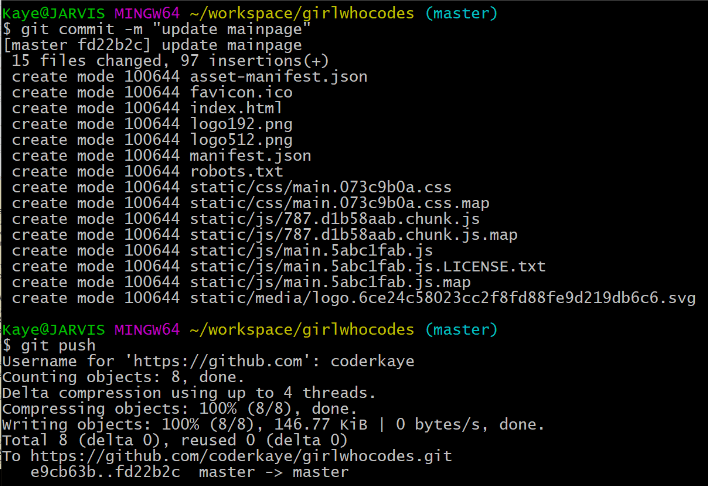 Kaye@JARVIS MINGW64 ~/workspace/girlwhocodes (master)
$ git commit -m "update mainpage"
[master fd22b2c] update mainpage
 15 files changed, 97 insertions(+)
 create mode 100644 asset-manifest.json
 create mode 100644 favicon.ico
 create mode 100644 index.html
 create mode 100644 logo192.png
 create mode 100644 logo512.png
 create mode 100644 manifest.json
 create mode 100644 robots.txt
 create mode 100644 static/css/main.073c9b0a.css
 create mode 100644 static/css/main.073c9b0a.css.map
 create mode 100644 static/js/787.d1b58aab.chunk.js
 create mode 100644 static/js/787.d1b58aab.chunk.js.map
 create mode 100644 static/js/main.5abc1fab.js
 create mode 100644 static/js/main.5abc1fab.js.LICENSE.txt
 create mode 100644 static/js/main.5abc1fab.js.map
 create mode 100644 static/media/logo.6ce24c58023cc2f8fd88fe9d219db6c6.svg
Kaye@JARVIS MINGW64 ~/workspace/girlwhocodes (master)
$ git push
Username for 'https://github.com': coderkaye
Counting objects: 8, done.
Delta compression using up to 4 threads.
Compressing objects: 100% (8/8), done.
Writing objects: 100% (8/8), 146.77 KiB | 0 bytes/s, done.
Total 8 (delta 0), reused 0 (delta 0)
To https://github.com/coderkaye/girlwhocodes.git
   e9cb63b..fd22b2c  master -> master